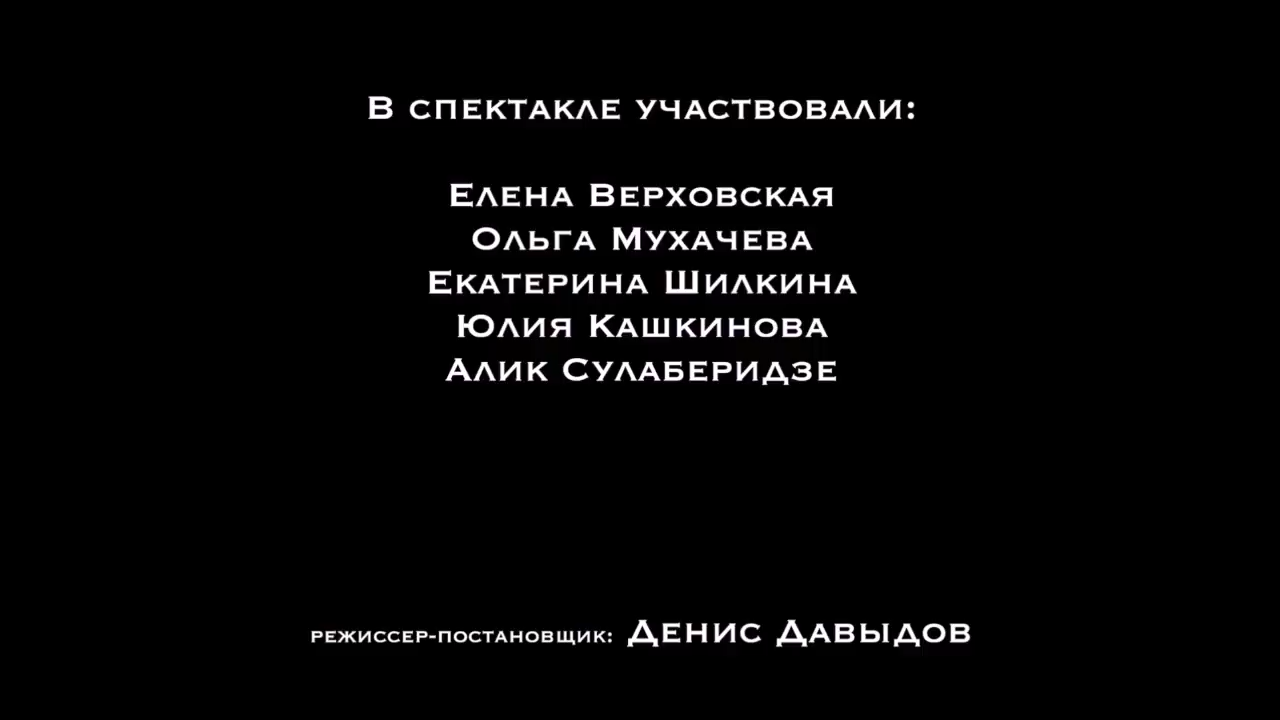 В СПЕКТАКЛЕ УЧАСТВОВАЛИ:
ЕЛЕНА ВЕРХОВСКАЯ
ОЛЬГА МУХАЧЕВА
ЕКАТЕРИНА ШИЛКИНА
ЮЛИЯ КАШКИНОВА
АЛИК СУЛАБЕРИДЗЕ
РЕЖИССЕР-ПОСТАНОВЩИК: ДЕНИС ДАВЫДОВ